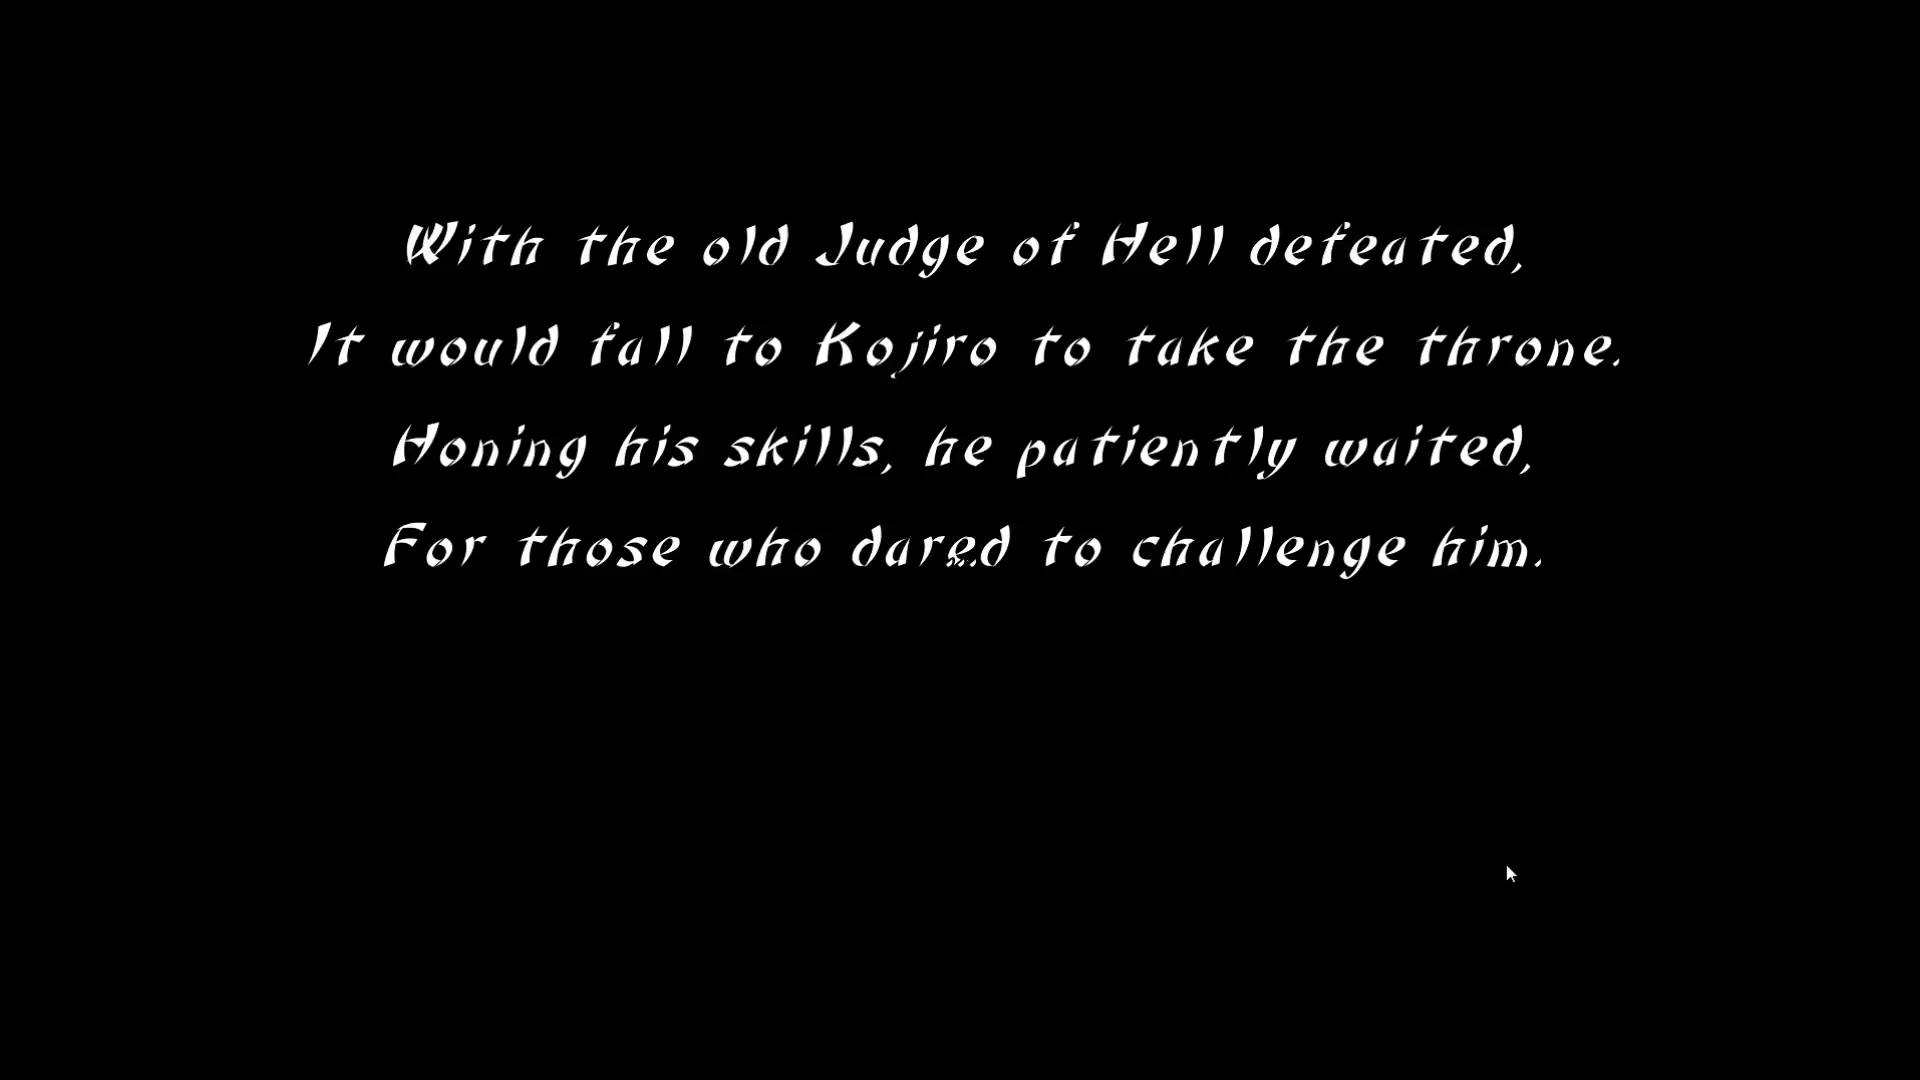 With the old Judge of Hell defeated,
It would fall to Kojiro to take the throne.
Honing his skills, he patiently waited,
For those who dared to challenge him.